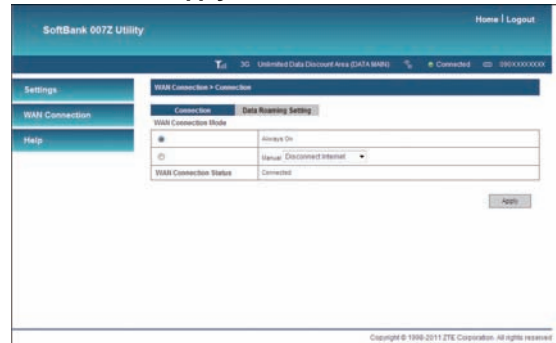 Home | Logout
SoftBank 007Z Utility
3G Unlimited Data Discount Area (DATA MAIN) Connected 090XXXXXXXX
Settings
WAN Connection
Help
WAN Connection > Connection
Connection Data Roaming Setting
WAN Connection Mode
Always On
Manual Disconnect Internet
WAN Connection Status Connected
Apply
Copyright © 1998-2011 ZTE Corporation. All rights reserved